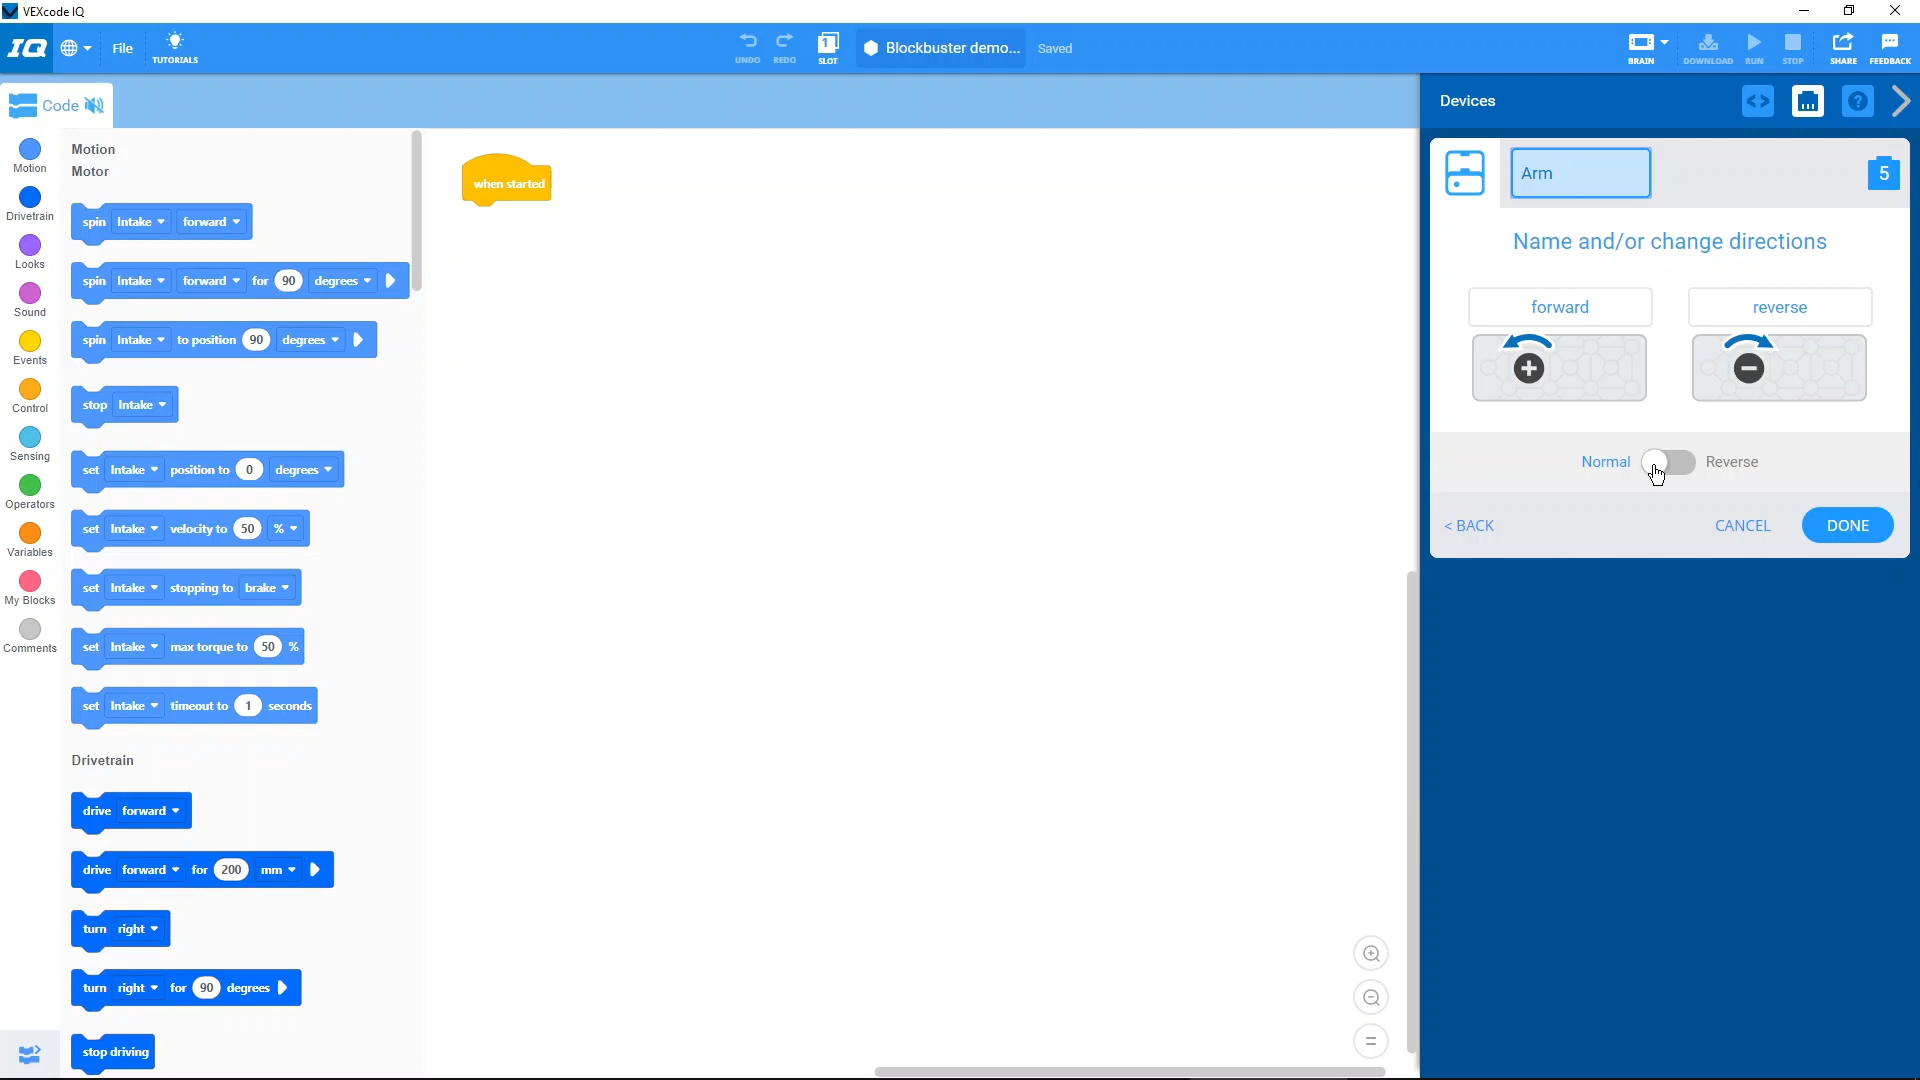 VEXcode IQ
IQ File TUTORIALS UNDO REDO 1 SLOT Blockbuster demo... Saved BRAIN DOWNLOAD RUN STOP SHARE FEEDBACK
Code
Motion
Drivetrain
Looks
Sound
Events
Control
Sensing
Operators
Variables
My Blocks
Comments
Motion
Motor
spin Intake forward
spin Intake forward for 90 degrees
spin Intake to position 90 degrees
stop Intake
set Intake position to 0 degrees
set Intake velocity to 50 %
set Intake stopping to brake
set Intake max torque to 50 %
set Intake timeout to 1 seconds
Drivetrain
drive forward
drive forward for 200 mm
turn right
turn right for 90 degrees
stop driving
when started
Devices <> ?
Arm 5
Name and/or change directions
forward reverse
+ −
Normal Reverse
< BACK CANCEL DONE
=